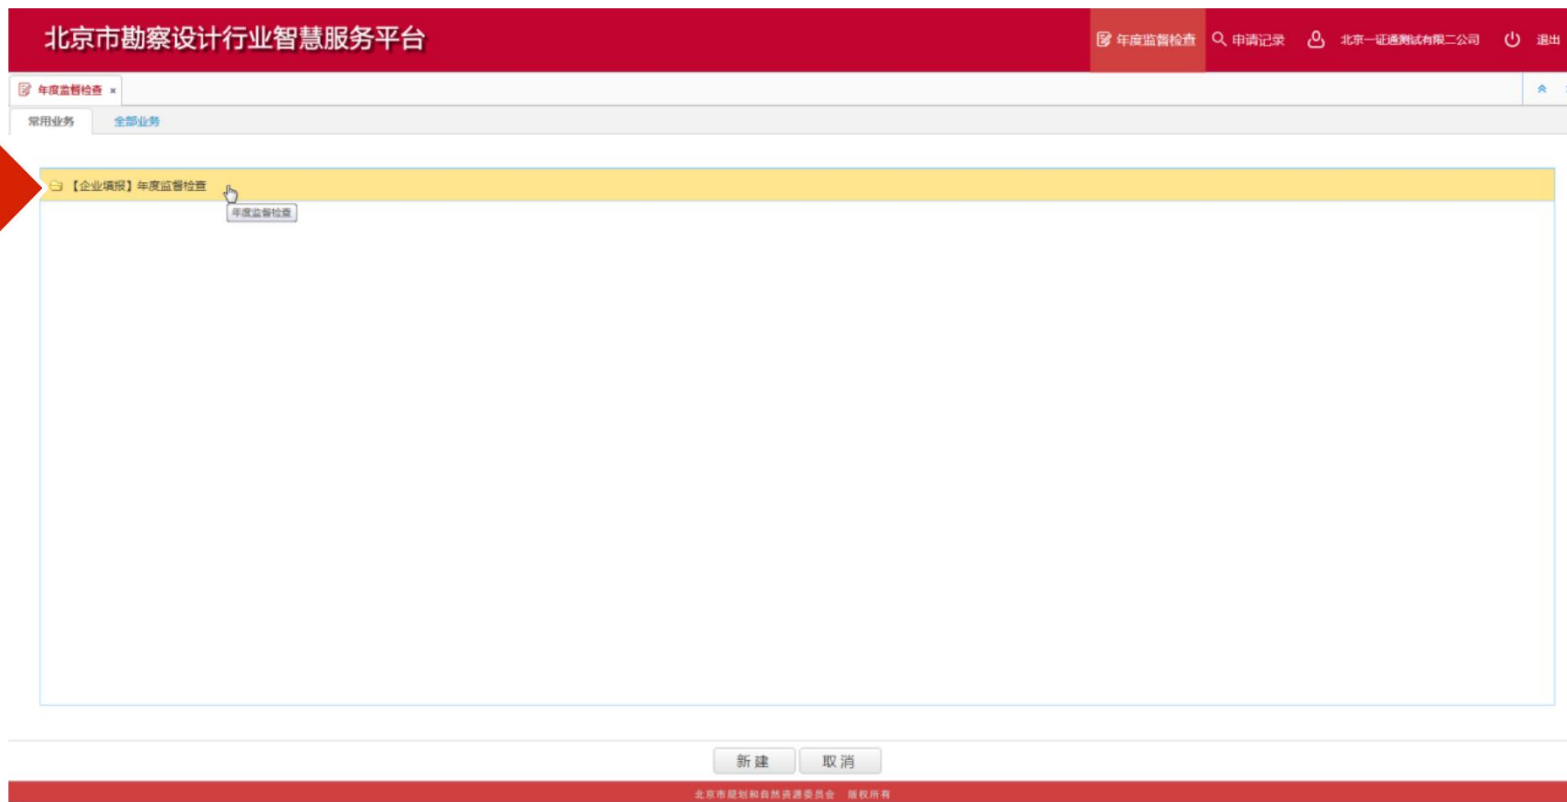 北京市勘察设计行业智慧服务平台
年度监督检查 申请记录 北京一证通测试有限二公司 退出
年度监督检查 ×
常用业务 全部业务
【企业填报】年度监督检查
年度监督检查
新建 取消
北京市规划和自然资源委员会 版权所有